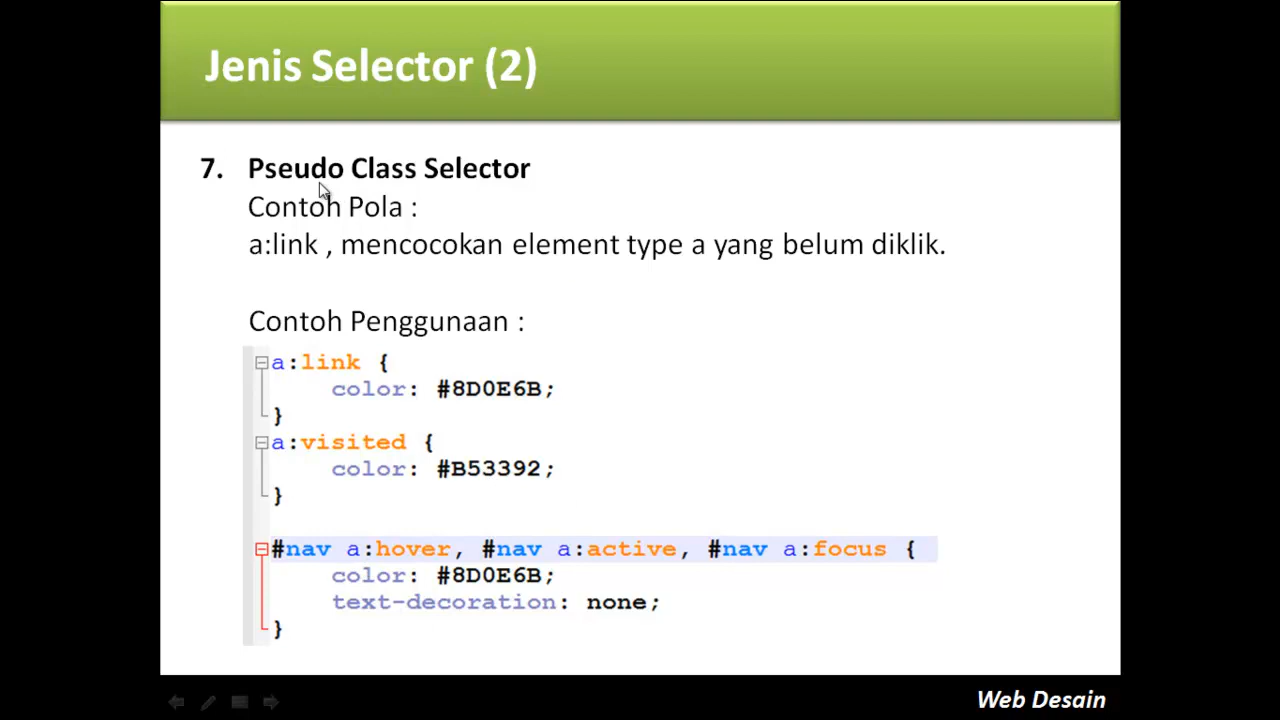 Jenis Selector (2)
7. Pseudo Class Selector
Contoh Pola :
a:link , mencocokan element type a yang belum diklik.
Contoh Penggunaan :
a:link {
color: #8D0E6B;
}
a:visited {
color: #B53392;
}
#nav a:hover, #nav a:active, #nav a:focus {
color: #8D0E6B;
text-decoration: none;
}
Web Desain